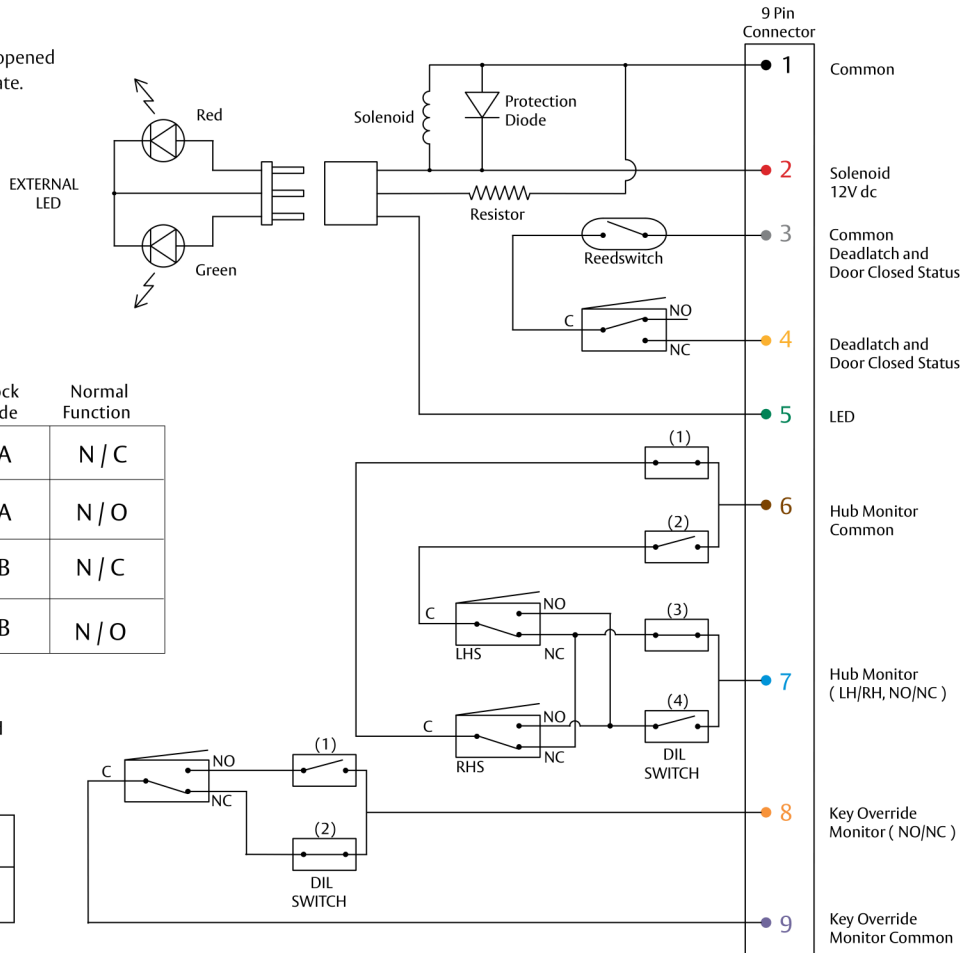 9 Pin
Connector
1
Common
Red
Solenoid
Protection
Diode
EXTERNAL
LED
2
Solenoid
12V dc
Resistor
Green
3
Common
Deadlatch and
Door Closed Status
Reedswitch
C
NO
NC
4
Deadlatch and
Door Closed Status
5
LED
Normal
Function
A
N / C
A
N / O
B
N / C
B
N / O
(1)
6
Hub Monitor
Common
(2)
C
NO
NC
LHS
(3)
7
Hub Monitor
( LH/RH, NO/NC )
C
NO
NC
RHS
(4)
DIL
SWITCH
C
NO
NC
(1)
(2)
DIL
SWITCH
8
Key Override
Monitor ( NO/NC )
9
Key Override
Monitor Common